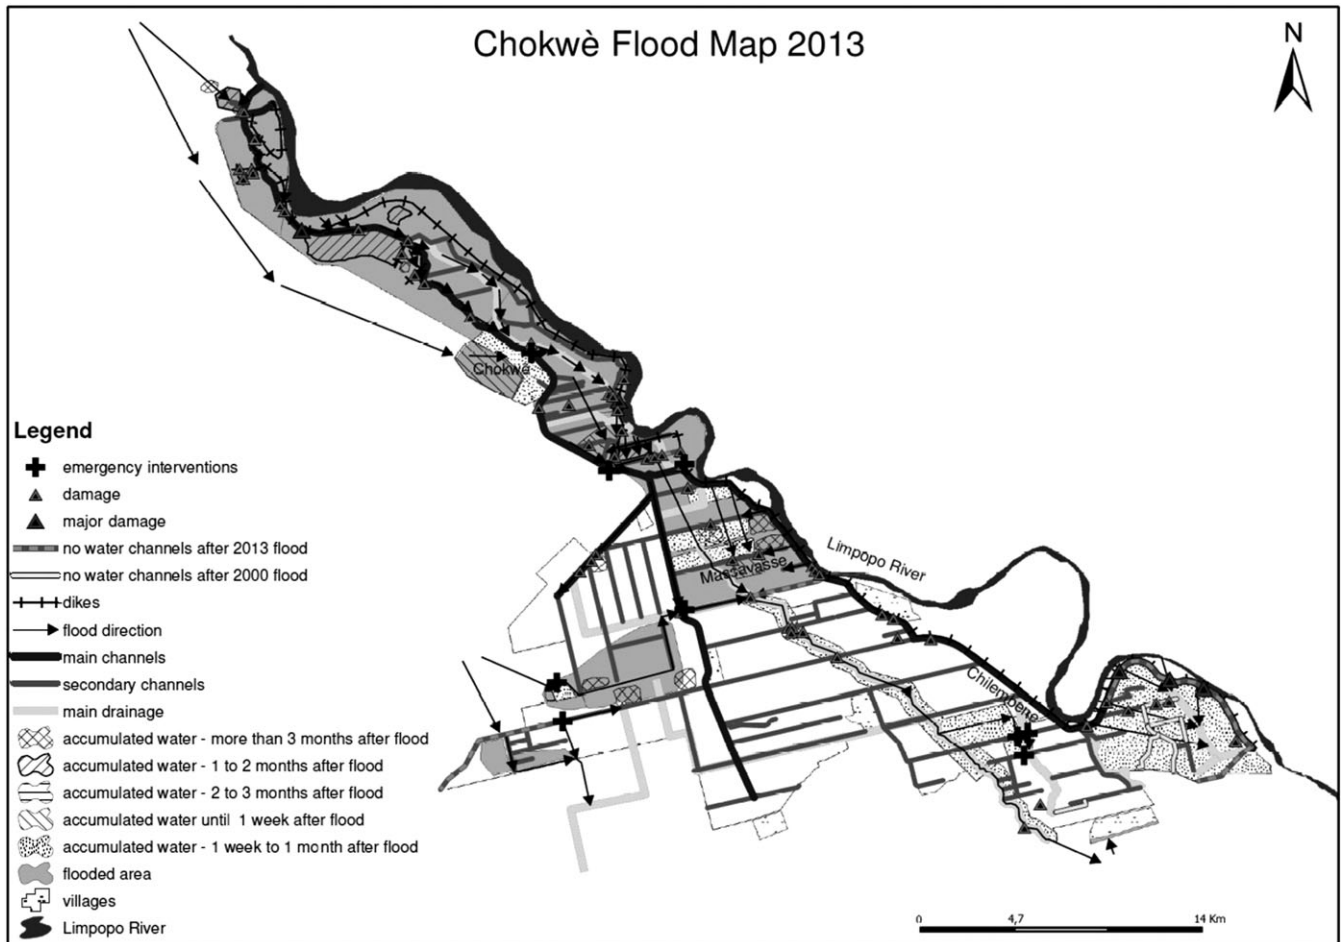 Chokwè Flood Map 2013
N
Chokwé
Massavasse
Limpopo River
Chilembene
Legend
emergency interventions
damage
major damage
no water channels after 2013 flood
no water channels after 2000 flood
dikes
flood direction
main channels
secondary channels
main drainage
accumulated water - more than 3 months after flood
accumulated water - 1 to 2 months after flood
accumulated water - 2 to 3 months after flood
accumulated water until 1 week after flood
accumulated water - 1 week to 1 month after flood
flooded area
villages
Limpopo River
0 4,7 14 Km